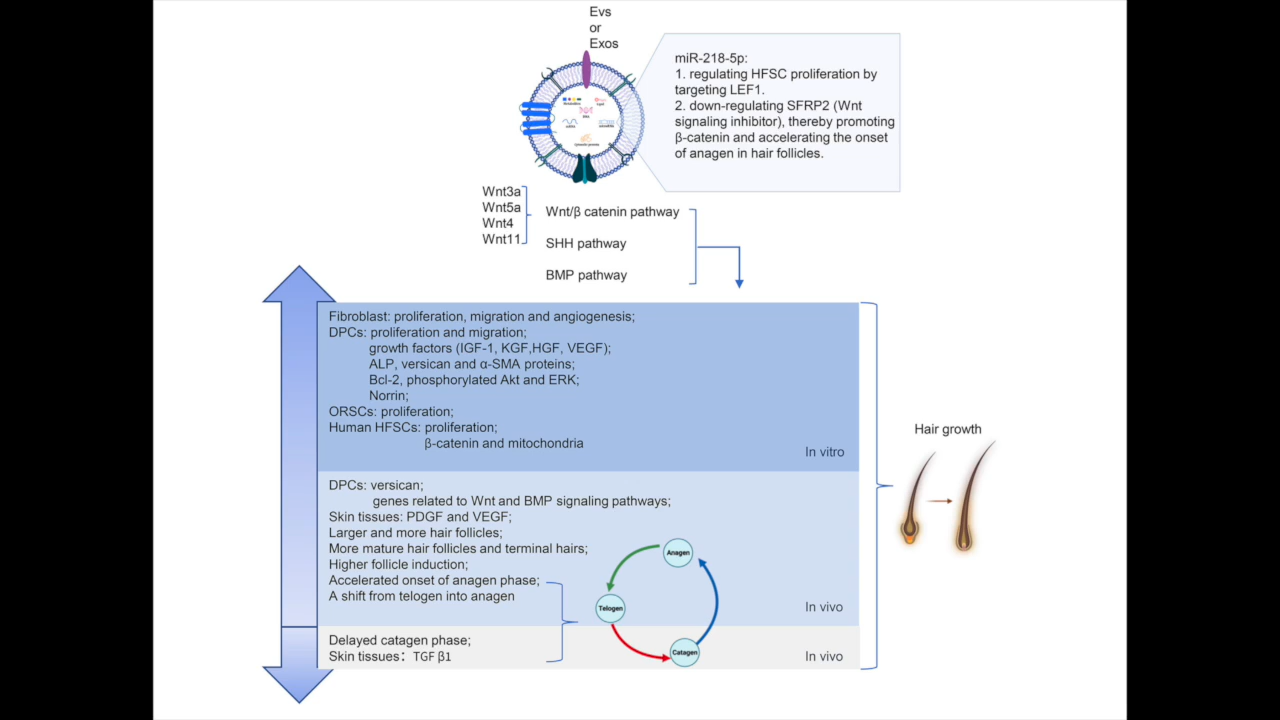 Evs
or
Exos
miR-218-5p:
1. regulating HFSC proliferation by
targeting LEF1.
2. down-regulating SFRP2 (Wnt
signaling inhibitor), thereby promoting
β-catenin and accelerating the onset
of anagen in hair follicles.
Wnt3a
Wnt5a
Wnt4
Wnt11
Wnt/β catenin pathway
SHH pathway
BMP pathway
Fibroblast: proliferation, migration and angiogenesis;
DPCs: proliferation and migration;
growth factors (IGF-1, KGF,HGF, VEGF);
ALP, versican and α-SMA proteins;
Bcl-2, phosphorylated Akt and ERK;
Norrin;
ORSCs: proliferation;
Human HFSCs: proliferation;
β-catenin and mitochondria
In vitro
DPCs: versican;
genes related to Wnt and BMP signaling pathways;
Skin tissues: PDGF and VEGF;
Larger and more hair follicles;
More mature hair follicles and terminal hairs;
Higher follicle induction;
Accelerated onset of anagen phase;
A shift from telogen into anagen
In vivo
Delayed catagen phase;
Skin tissues：TGF β1
In vivo
Anagen
Telogen
Catagen
Hair growth